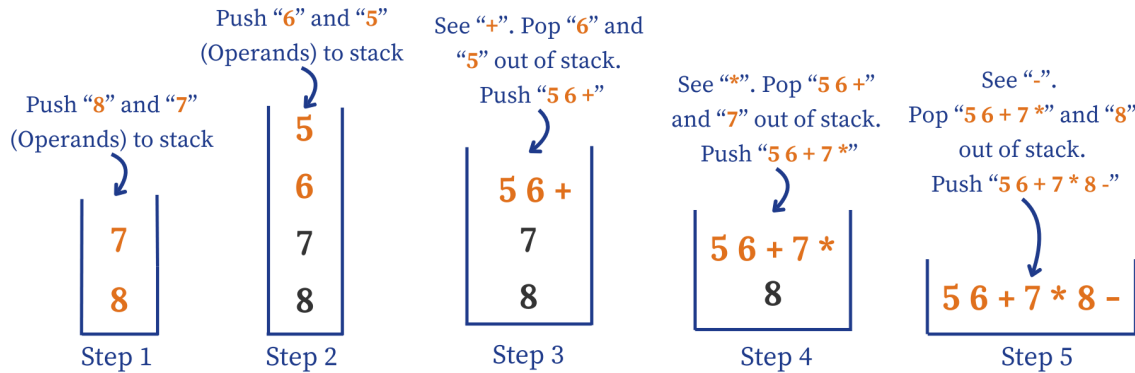 Push “8” and “7”
(Operands) to stack
7
8
Step 1
Push “6” and “5”
(Operands) to stack
5
6
7
8
Step 2
See “+”. Pop “6” and
“5” out of stack.
Push “5 6 +”
5 6 +
7
8
Step 3
See “*”. Pop “5 6 +”
and “7” out of stack.
Push “5 6 + 7 *”
5 6 + 7 *
8
Step 4
See “-”.
Pop “5 6 + 7 *” and “8”
out of stack.
Push “5 6 + 7 * 8 -”
5 6 + 7 * 8 -
Step 5